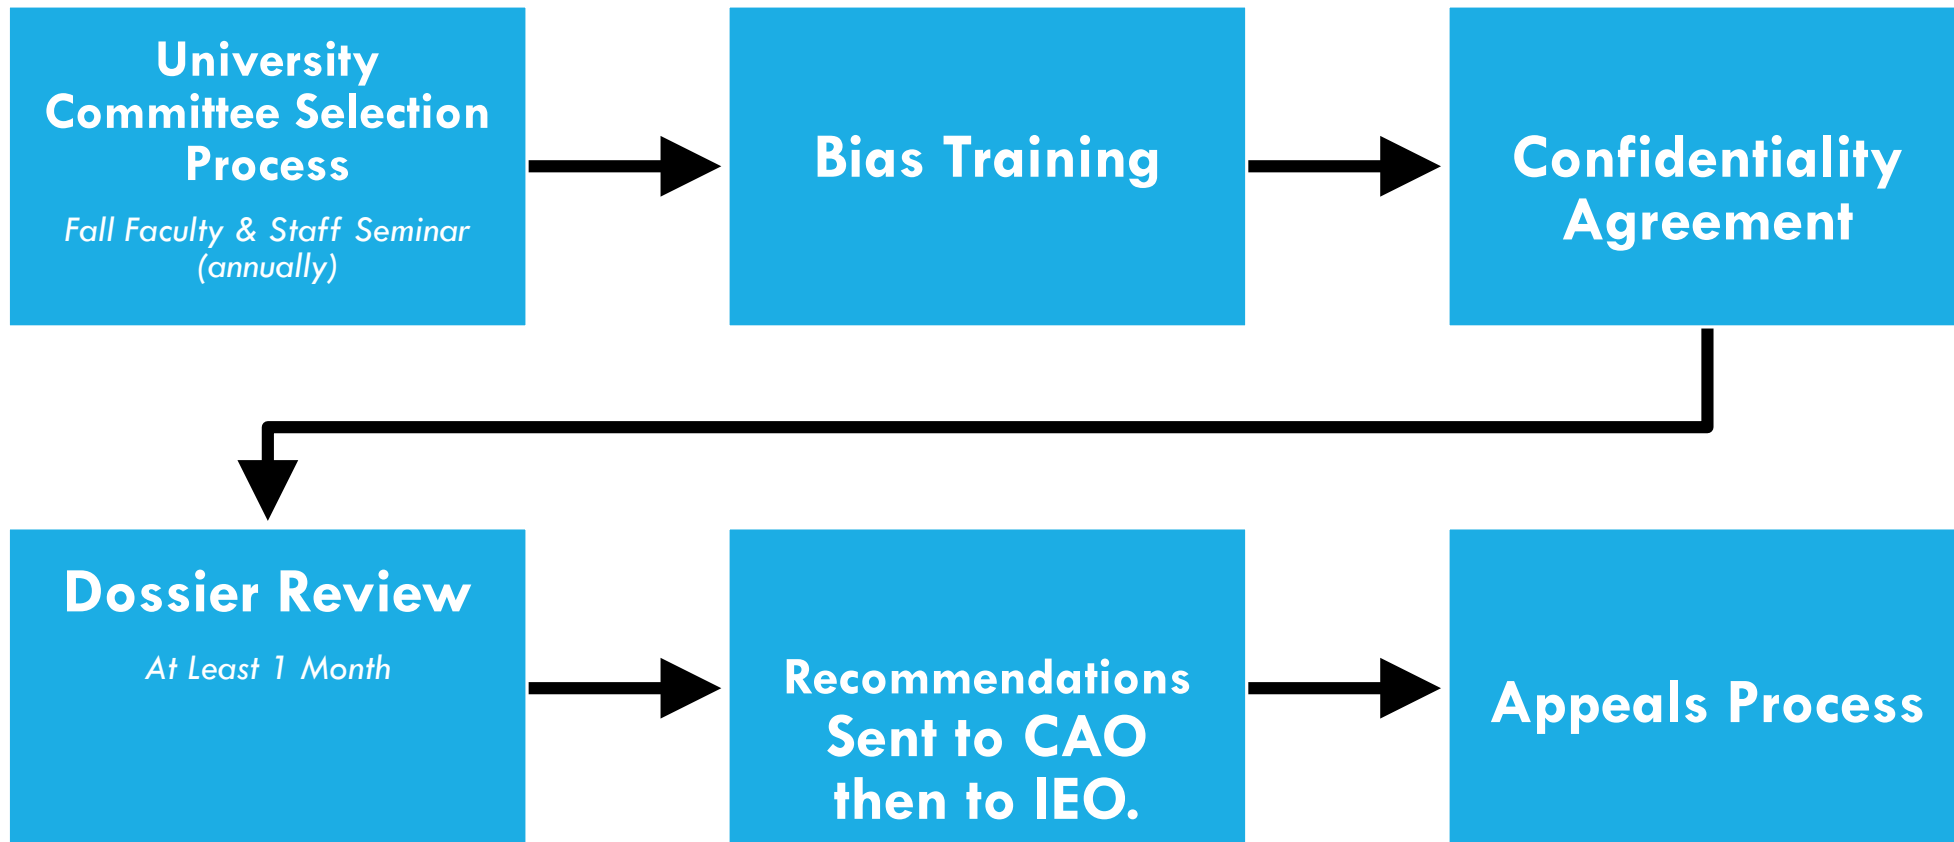 University
Committee Selection
Process
Fall Faculty & Staff Seminar
(annually)
Bias Training
Confidentiality
Agreement
Dossier Review
At Least 1 Month
Recommendations
Sent to CAO
then to IEO.
Appeals Process